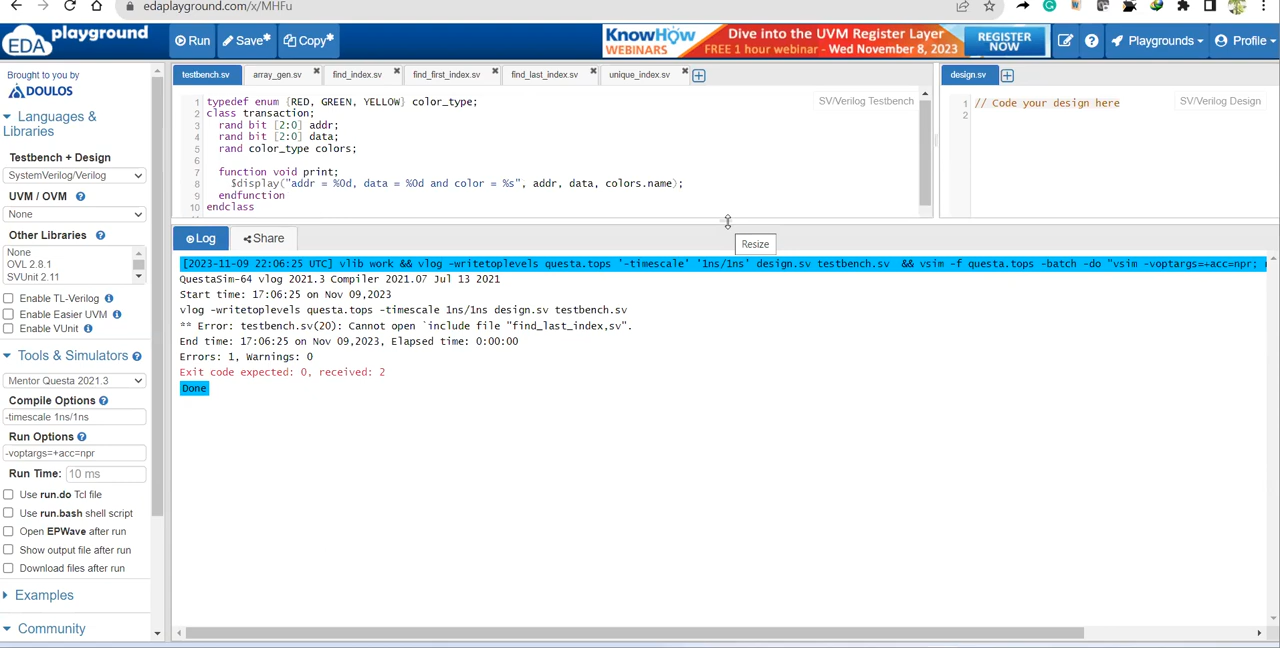 edaplayground.com/x/MHFu
EDA playground
Run
Save*
Copy*
KnowHow WEBINARS
Dive into the UVM Register Layer
FREE 1 hour webinar - Wed November 8, 2023
REGISTER NOW
Playgrounds
Profile
Brought to you by
DOULOS
Languages & Libraries
Testbench + Design
SystemVerilog/Verilog
UVM / OVM
None
Other Libraries
None
OVL 2.8.1
SVUnit 2.11
Enable TL-Verilog
Enable Easier UVM
Enable VUnit
Tools & Simulators
Mentor Questa 2021.3
Compile Options
-timescale 1ns/1ns
Run Options
-voptargs=+acc=npr
Run Time: 10 ms
Use run.do Tcl file
Use run.bash shell script
Open EPWave after run
Show output file after run
Download files after run
Examples
Community
testbench.sv
array_gen.sv
find_index.sv
find_first_index.sv
find_last_index.sv
unique_index.sv
SV/Verilog Testbench
1 typedef enum {RED, GREEN, YELLOW} color_type;
2 class transaction;
3 rand bit [2:0] addr;
4 rand bit [2:0] data;
5 rand color_type colors;
6
7 function void print;
8 $display("addr = %0d, data = %0d and color = %s", addr, data, colors.name);
9 endfunction
10 endclass
design.sv
SV/Verilog Design
1 // Code your design here
2
Resize
Log
Share
[2023-11-09 22:06:25 UTC] vlib work && vlog -writetoplevels questa.tops '-timescale' '1ns/1ns' design.sv testbench.sv && vsim -f questa.tops -batch -do "vsim -voptargs=+acc=npr;
QuestaSim-64 vlog 2021.3 Compiler 2021.07 Jul 13 2021
Start time: 17:06:25 on Nov 09,2023
vlog -writetoplevels questa.tops -timescale 1ns/1ns design.sv testbench.sv
** Error: testbench.sv(20): Cannot open `include file "find_last_index,sv".
End time: 17:06:25 on Nov 09,2023, Elapsed time: 0:00:00
Errors: 1, Warnings: 0
Exit code expected: 0, received: 2
Done